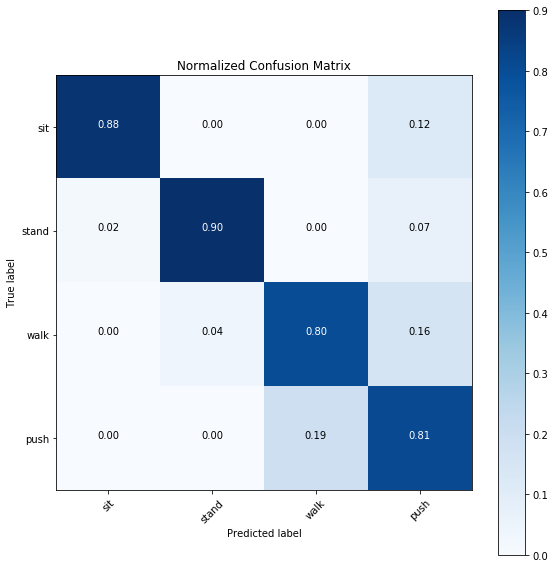 Normalized Confusion Matrix
True label
sit
0.88 0.00 0.00 0.12
stand
0.02 0.90 0.00 0.07
walk
0.00 0.04 0.80 0.16
push
0.00 0.00 0.19 0.81
sit stand walk push
Predicted label
0.9
0.8
0.7
0.6
0.5
0.4
0.3
0.2
0.1
0.0